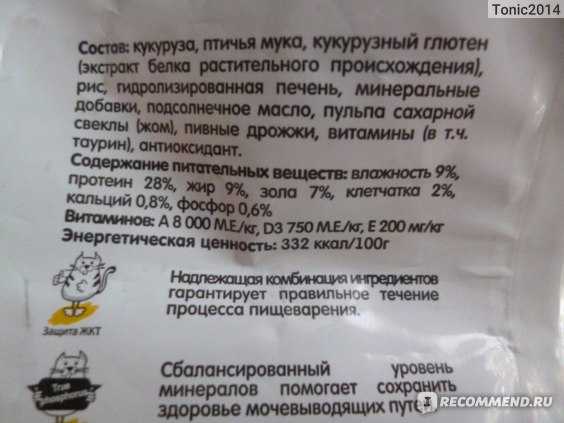 Tonic2014
Состав: кукуруза, птичья мука, кукурузный глютен
(экстракт белка растительного происхождения),
рис, гидролизированная печень, минеральные
добавки, подсолнечное масло, пульпа сахарной
свеклы (жом), пивные дрожжи, витамины (в т.ч.
таурин), антиоксидант.
Содержание питательных веществ: влажность 9%,
протеин 28%, жир 9%, зола 7%, клетчатка 2%,
кальций 0,8%, фосфор 0,6%
Витаминов: А 8 000 М.Е/кг, D3 750 М.Е/кг, Е 200 мг/кг
Энергетическая ценность: 332 ккал/100г
Надлежащая комбинация ингредиентов
гарантирует правильное течение
процесса пищеварения.
Защита ЖКТ
Сбалансированный уровень
минералов помогает сохранить
здоровье мочевыводящих путей.
True
phosphorus
RECOMMEND.RU